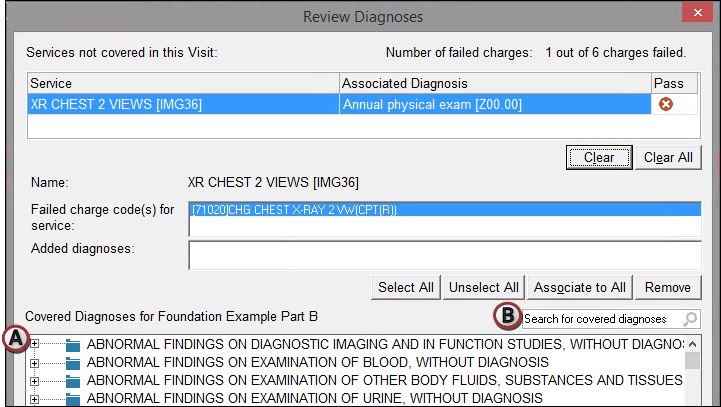 Review Diagnoses
Services not covered in this Visit: Number of failed charges: 1 out of 6 charges failed.
Service Associated Diagnosis Pass
XR CHEST 2 VIEWS [IMG36] Annual physical exam [Z00.00]
Clear Clear All
Name: XR CHEST 2 VIEWS [IMG36]
Failed charge code(s) for [71020]CHG CHEST X-RAY 2 VW(CPT(R))
service:
Added diagnoses:
Select All Unselect All Associate to All Remove
Covered Diagnoses for Foundation Example Part B B Search for covered diagnoses
A ABNORMAL FINDINGS ON DIAGNOSTIC IMAGING AND IN FUNCTION STUDIES, WITHOUT DIAGNOS
ABNORMAL FINDINGS ON EXAMINATION OF BLOOD, WITHOUT DIAGNOSIS
ABNORMAL FINDINGS ON EXAMINATION OF OTHER BODY FLUIDS, SUBSTANCES AND TISSUES
ABNORMAL FINDINGS ON EXAMINATION OF URINE, WITHOUT DIAGNOSIS